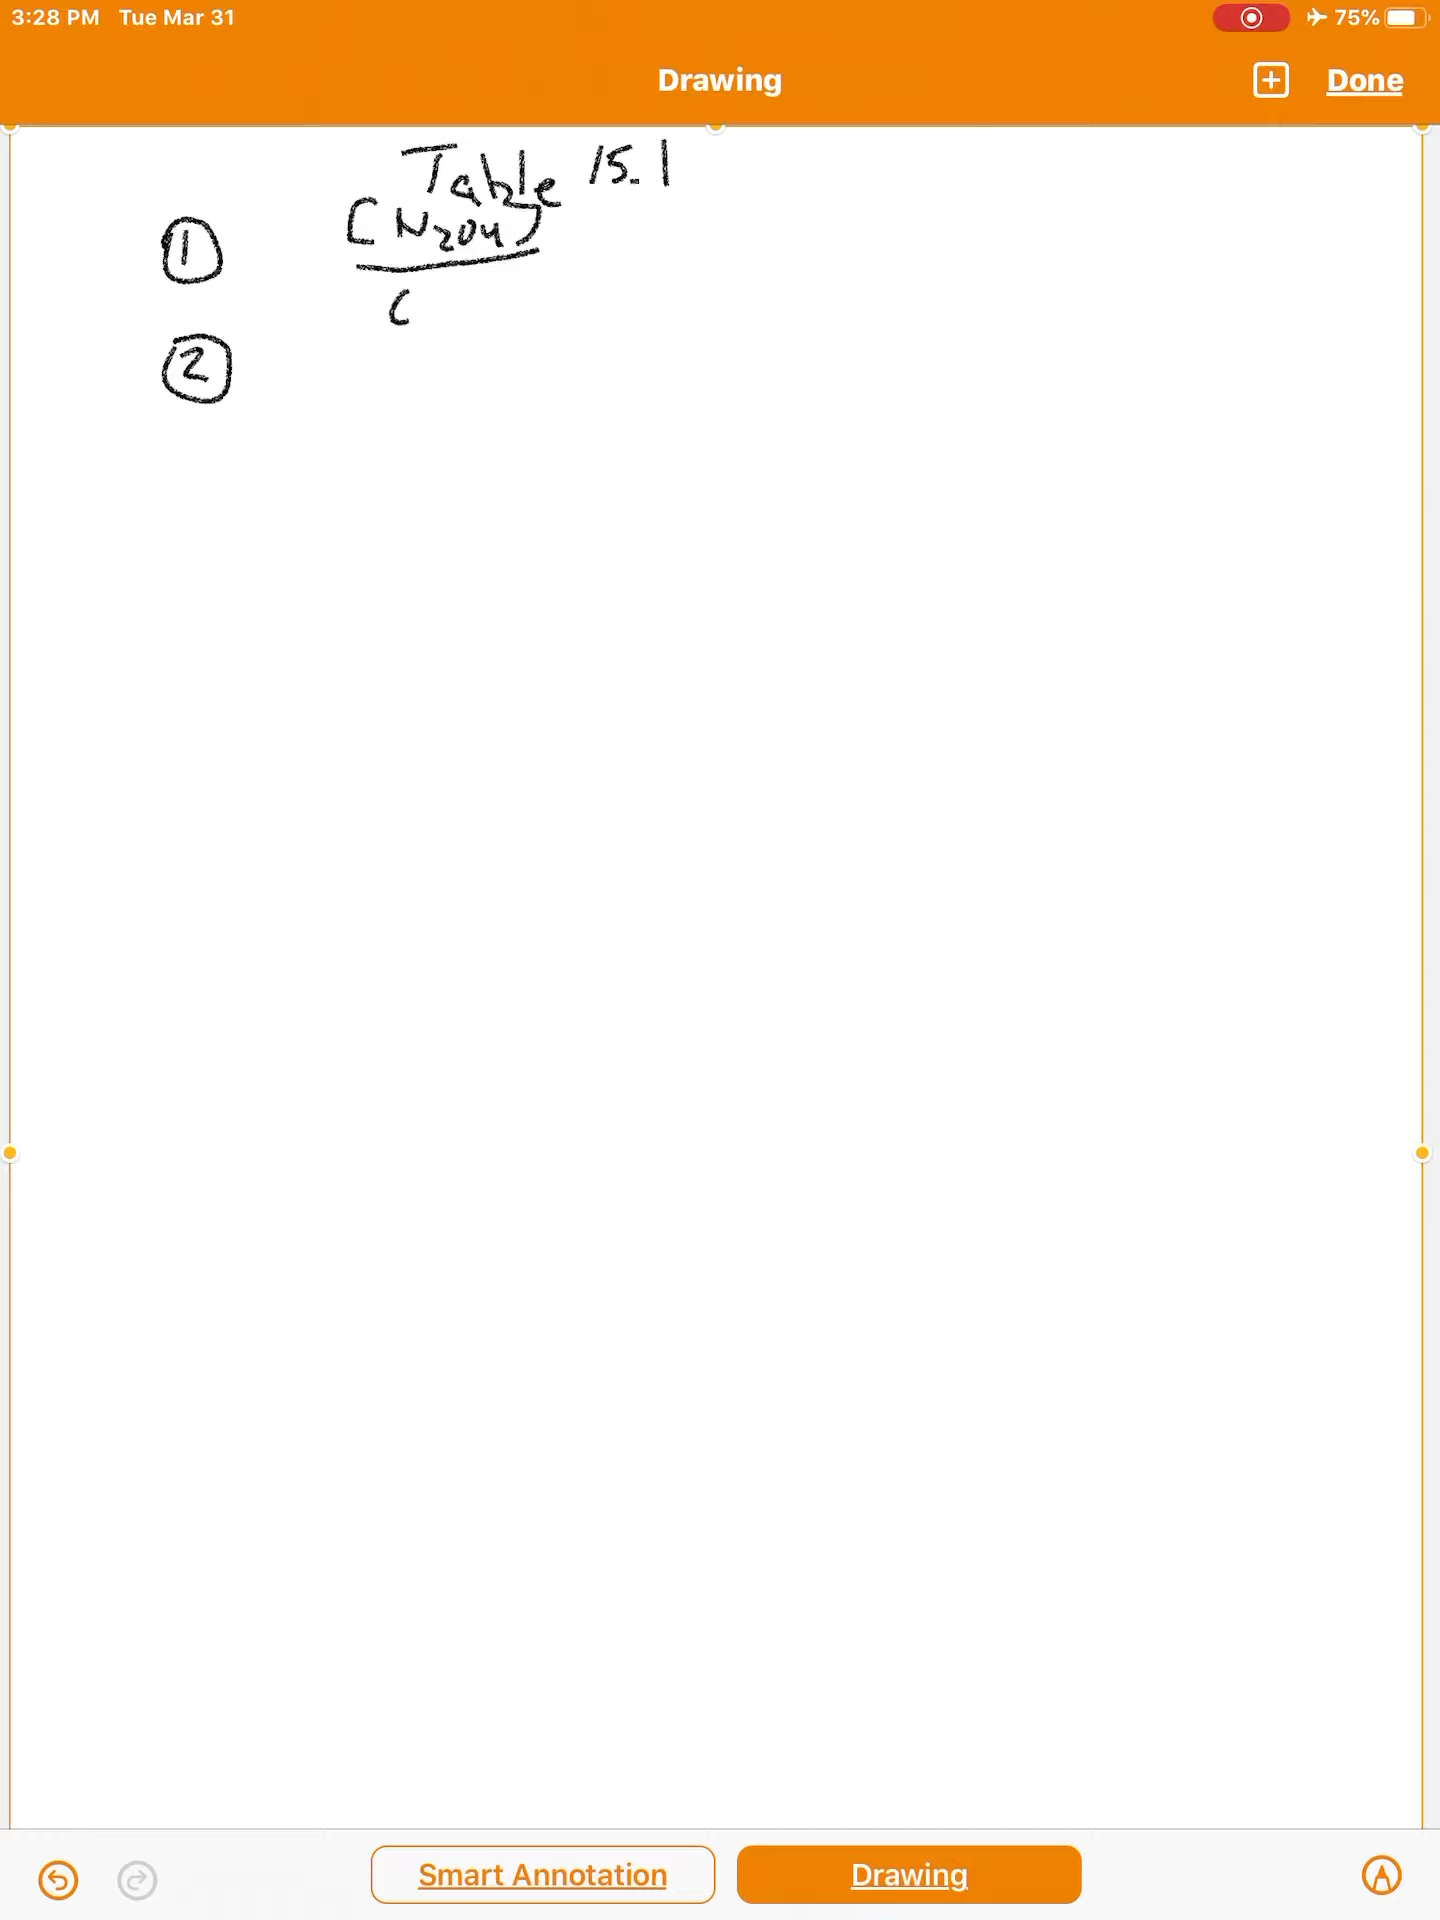 3:28 PM Tue Mar 31
75%
Drawing
Done
Table 15.1
① [N₂O₄]
(
②
Smart Annotation
Drawing